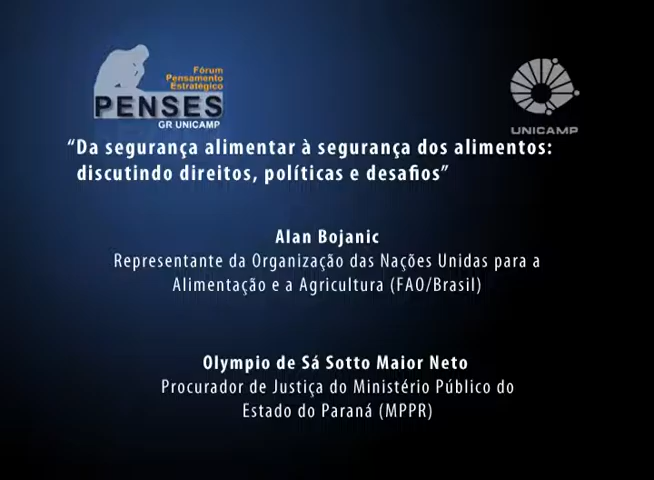 Fórum
Pensamento
Estratégico
PENSES
GR UNICAMP
UNICAMP
“Da segurança alimentar à segurança dos alimentos:
discutindo direitos, políticas e desafios”
Alan Bojanic
Representante da Organização das Nações Unidas para a
Alimentação e a Agricultura (FAO/Brasil)
Olympio de Sá Sotto Maior Neto
Procurador de Justiça do Ministério Público do
Estado do Paraná (MPPR)